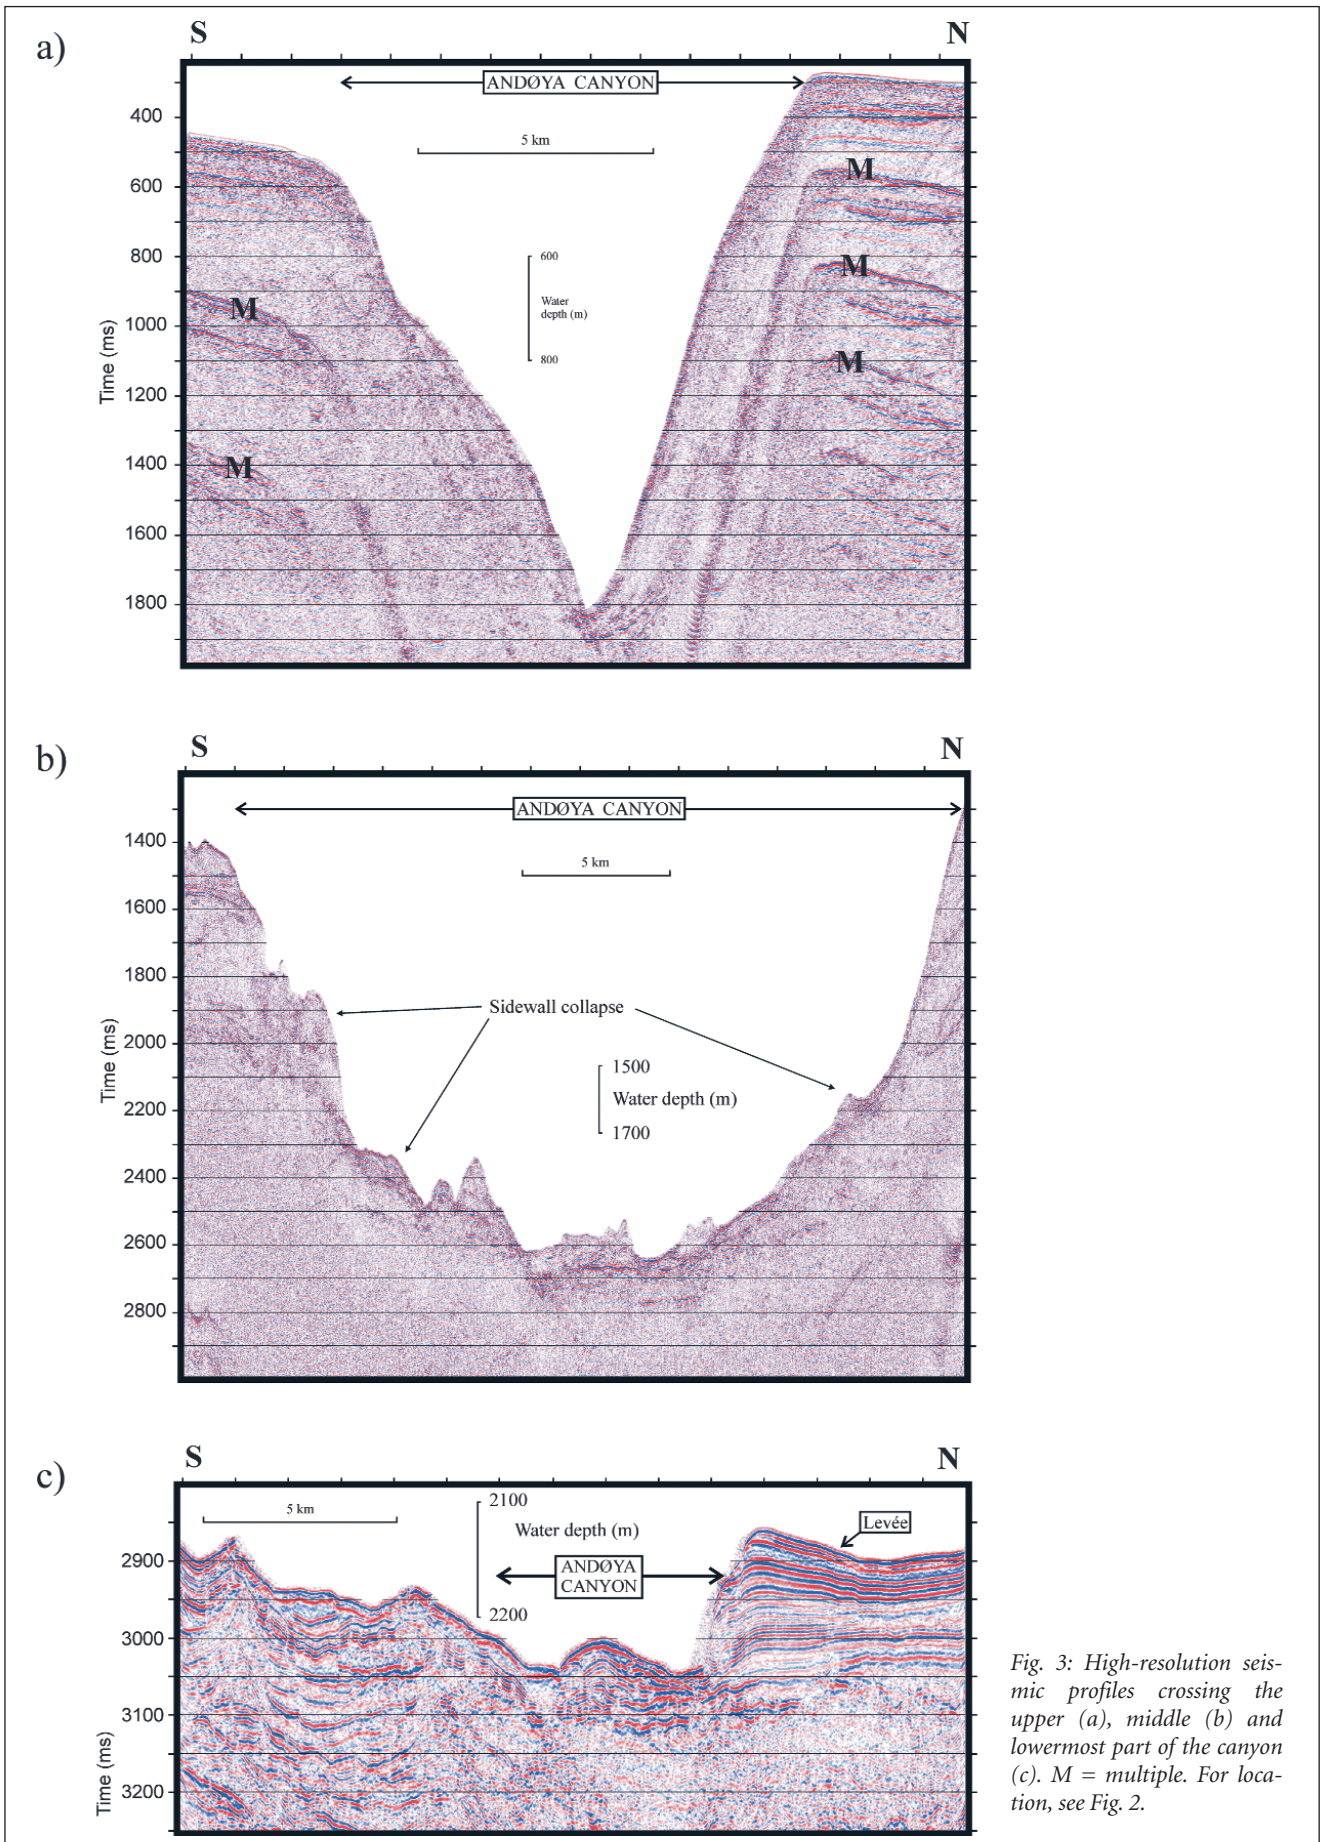 a)
S
N
ANDØYA CANYON
5 km
400
600
800
1000
1200
1400
1600
1800
Time (ms)
600
Water
depth (m)
800
M
M
M
M
M
b)
S
N
ANDØYA CANYON
5 km
1400
1600
1800
2000
2200
2400
2600
2800
Time (ms)
Sidewall collapse
1500
Water depth (m)
1700
c)
S
N
5 km
2100
Water depth (m)
2200
ANDØYA
CANYON
Levée
2900
3000
3100
3200
Time (ms)
Fig. 3: High-resolution seis-
mic profiles crossing the
upper (a), middle (b) and
lowermost part of the canyon
(c). M = multiple. For loca-
tion, see Fig. 2.